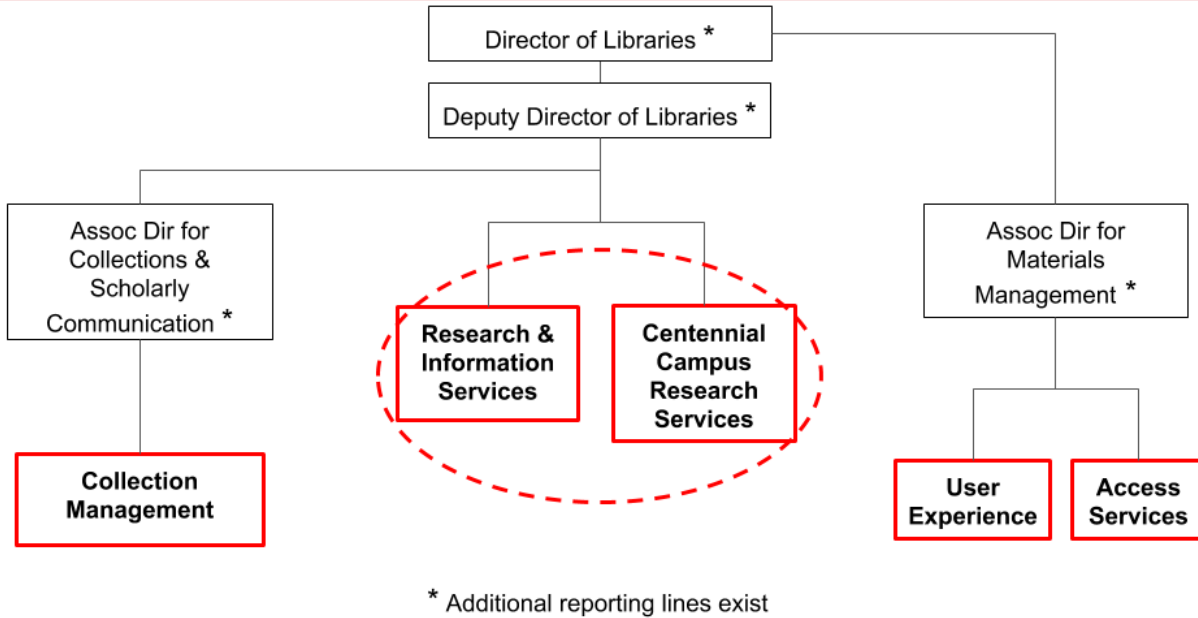 Director of Libraries *
Deputy Director of Libraries *
Assoc Dir for
Collections &
Scholarly
Communication *
Assoc Dir for
Materials
Management *
Research &
Information
Services
Centennial
Campus
Research
Services
Collection
Management
User
Experience
Access
Services
* Additional reporting lines exist